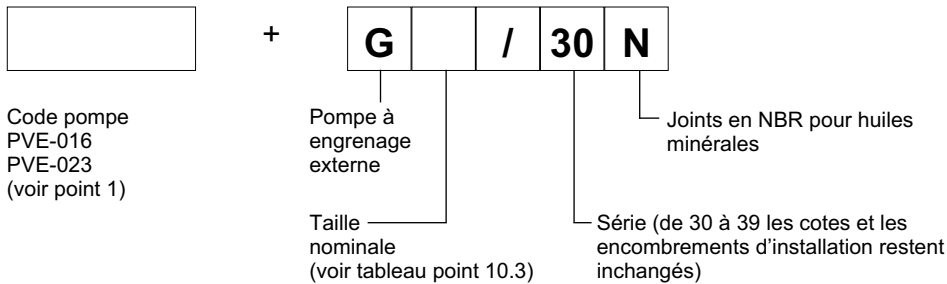 + G / 30 N
Code pompe
PVE-016
PVE-023
(voir point 1)
Pompe à
engrenage
externe
Joints en NBR pour huiles
minérales
Taille
nominale
(voir tableau point 10.3)
Série (de 30 à 39 les cotes et les
encombrements d’installation restent
inchangés)